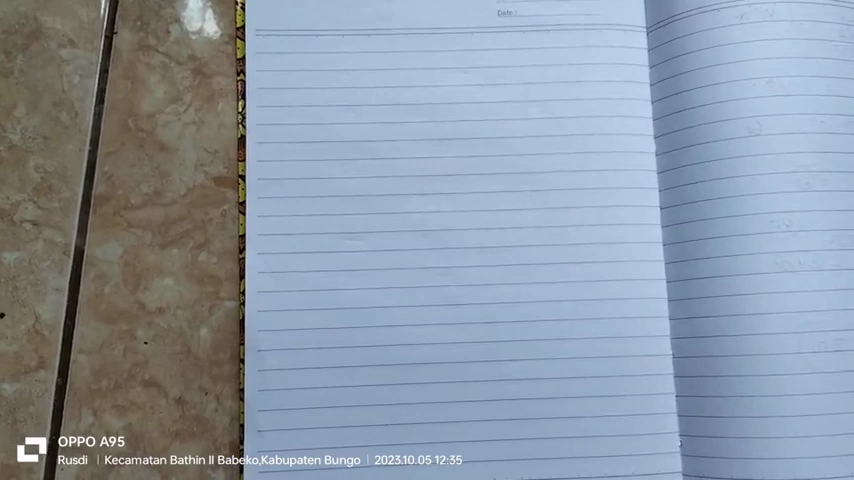 Date :
OPPO A95
Rusdi | Kecamatan Bathin II Babeko,Kabupaten Bungo | 2023.10.05 12:35